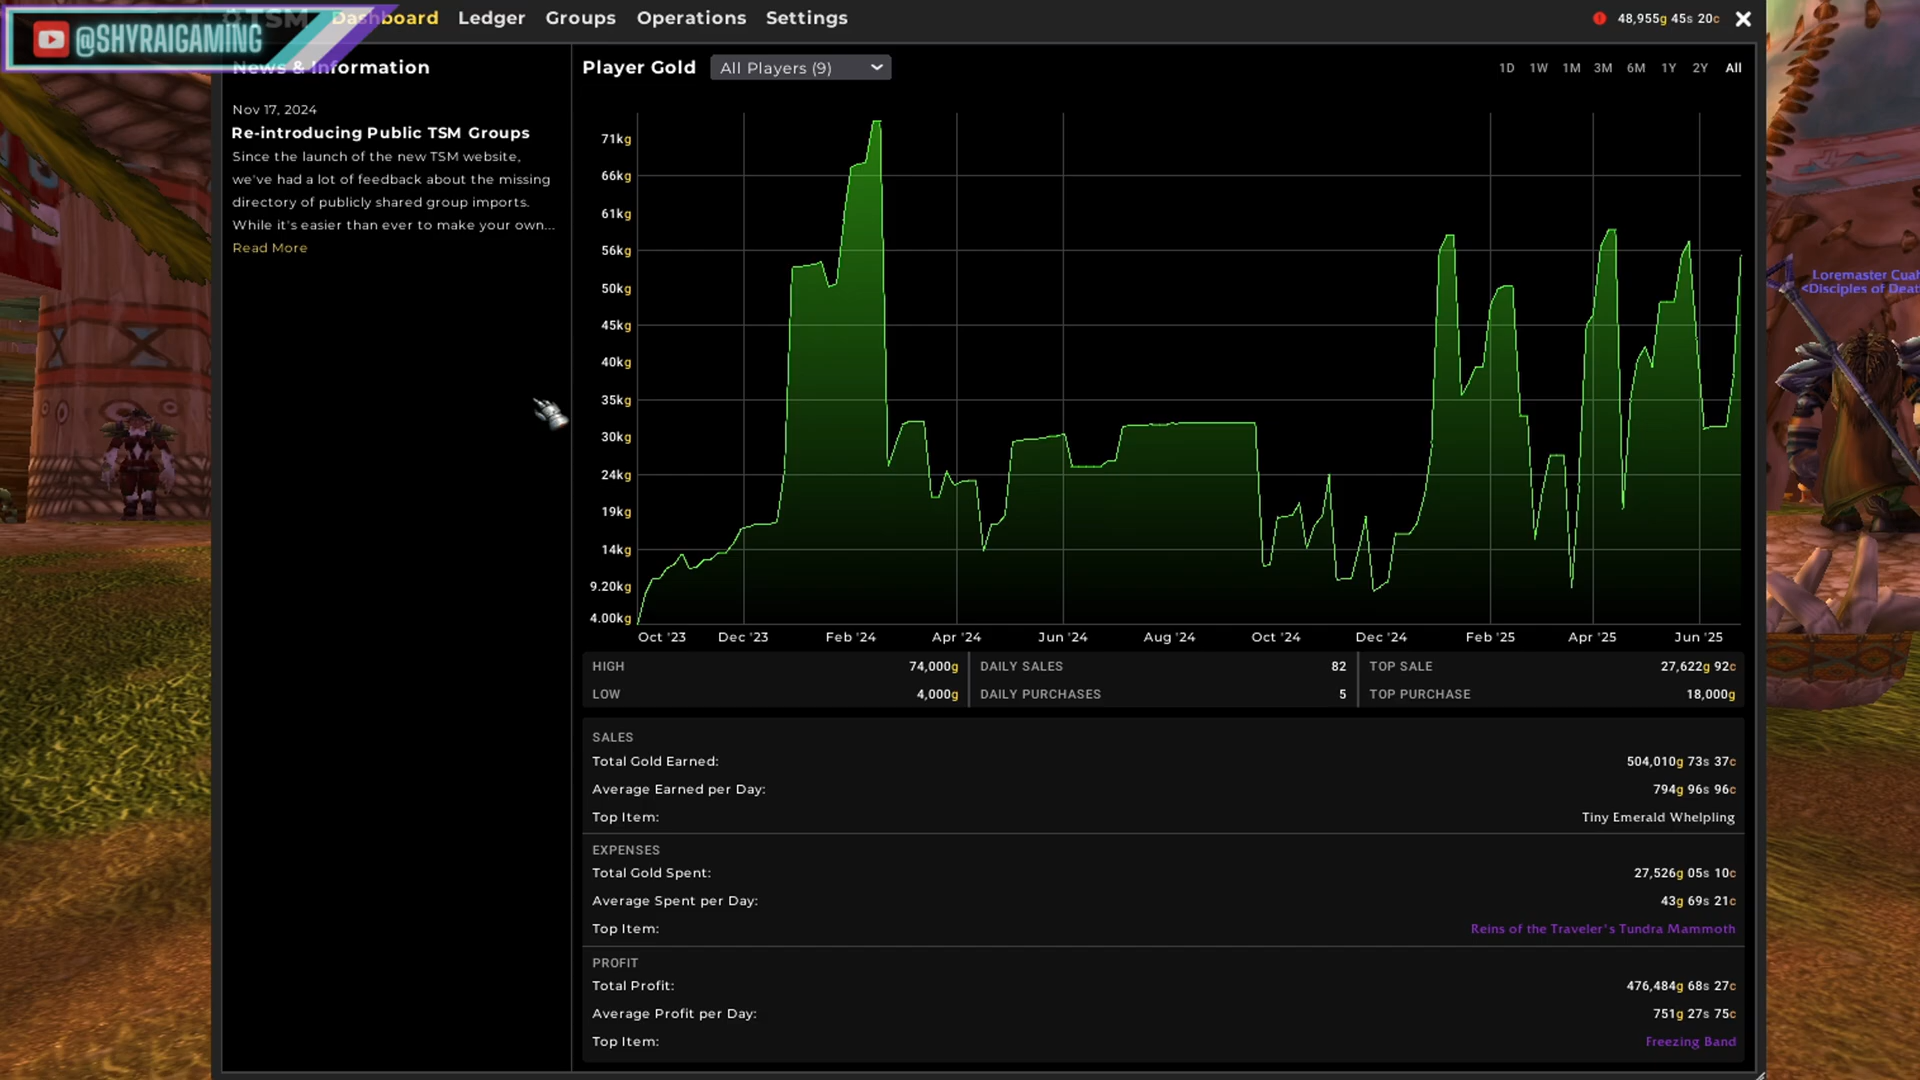 @SHYRAIGAMING
TSM
Dashboard
Ledger
Groups
Operations
Settings
48,955g 45s 20c
News & Information
Nov 17, 2024
Re-introducing Public TSM Groups
Since the launch of the new TSM website,
we've had a lot of feedback about the missing
directory of publicly shared group imports.
While it's easier than ever to make your own...
Read More
Player Gold
All Players (9)
1D 1W 1M 3M 6M 1Y 2Y All
71kg
66kg
61kg
56kg
50kg
45kg
40kg
35kg
30kg
24kg
19kg
14kg
9.20kg
4.00kg
Oct '23 Dec '23 Feb '24 Apr '24 Jun '24 Aug '24 Oct '24 Dec '24 Feb '25 Apr '25 Jun '25
HIGH 74,000g
LOW 4,000g
DAILY SALES 82
DAILY PURCHASES 5
TOP SALE 27,622g 92c
TOP PURCHASE 18,000g
SALES
Total Gold Earned: 504,010g 73s 37c
Average Earned per Day: 794g 96s 96c
Top Item: Tiny Emerald Whelpling
EXPENSES
Total Gold Spent: 27,526g 05s 10c
Average Spent per Day: 43g 69s 21c
Top Item: Reins of the Traveler's Tundra Mammoth
PROFIT
Total Profit: 476,484g 68s 27c
Average Profit per Day: 751g 27s 75c
Top Item: Freezing Band
Loremaster Cuah
<Disciples of Deat